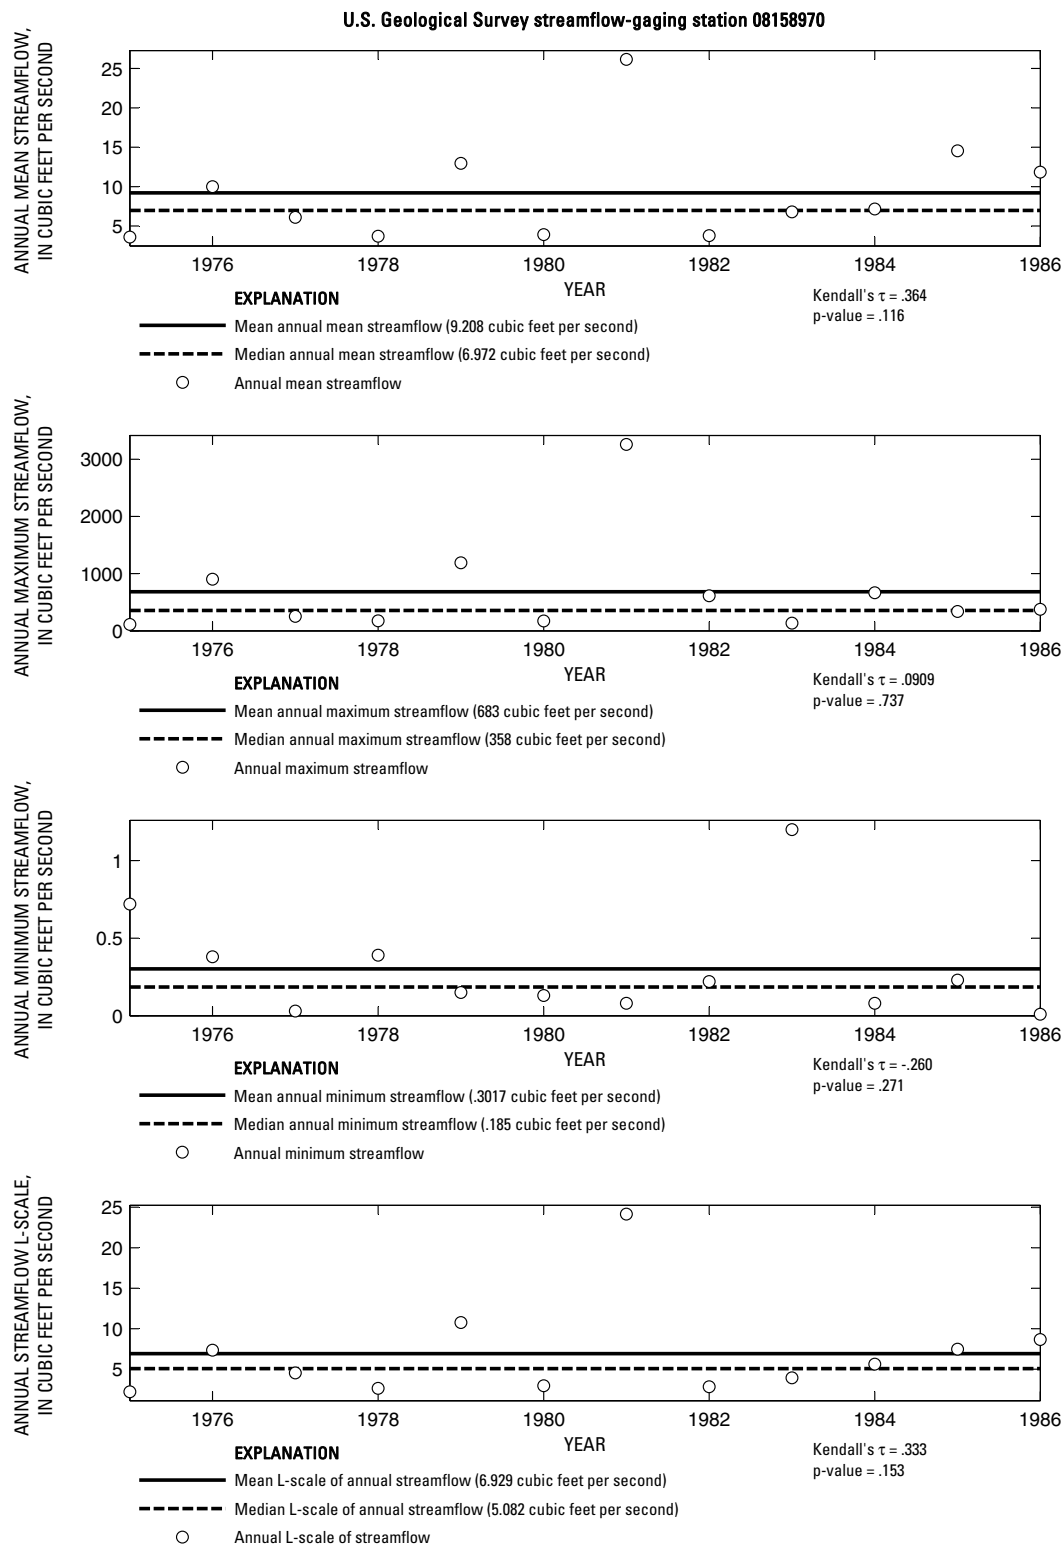 U.S. Geological Survey streamflow-gaging station 08158970
ANNUAL MEAN STREAMFLOW,
IN CUBIC FEET PER SECOND
25
20
15
10
5
1976 1978 1980 1982 1984 1986
YEAR
Kendall's τ = .364
p-value = .116
EXPLANATION
Mean annual mean streamflow (9.208 cubic feet per second)
Median annual mean streamflow (6.972 cubic feet per second)
Annual mean streamflow
ANNUAL MAXIMUM STREAMFLOW,
IN CUBIC FEET PER SECOND
3000
2000
1000
0
1976 1978 1980 1982 1984 1986
YEAR
Kendall's τ = .0909
p-value = .737
EXPLANATION
Mean annual maximum streamflow (683 cubic feet per second)
Median annual maximum streamflow (358 cubic feet per second)
Annual maximum streamflow
ANNUAL MINIMUM STREAMFLOW,
IN CUBIC FEET PER SECOND
1
0.5
0
1976 1978 1980 1982 1984 1986
YEAR
Kendall's τ = -.260
p-value = .271
EXPLANATION
Mean annual minimum streamflow (.3017 cubic feet per second)
Median annual minimum streamflow (.185 cubic feet per second)
Annual minimum streamflow
ANNUAL STREAMFLOW L-SCALE,
IN CUBIC FEET PER SECOND
25
20
15
10
5
1976 1978 1980 1982 1984 1986
YEAR
Kendall's τ = .333
p-value = .153
EXPLANATION
Mean L-scale of annual streamflow (6.929 cubic feet per second)
Median L-scale of annual streamflow (5.082 cubic feet per second)
Annual L-scale of streamflow